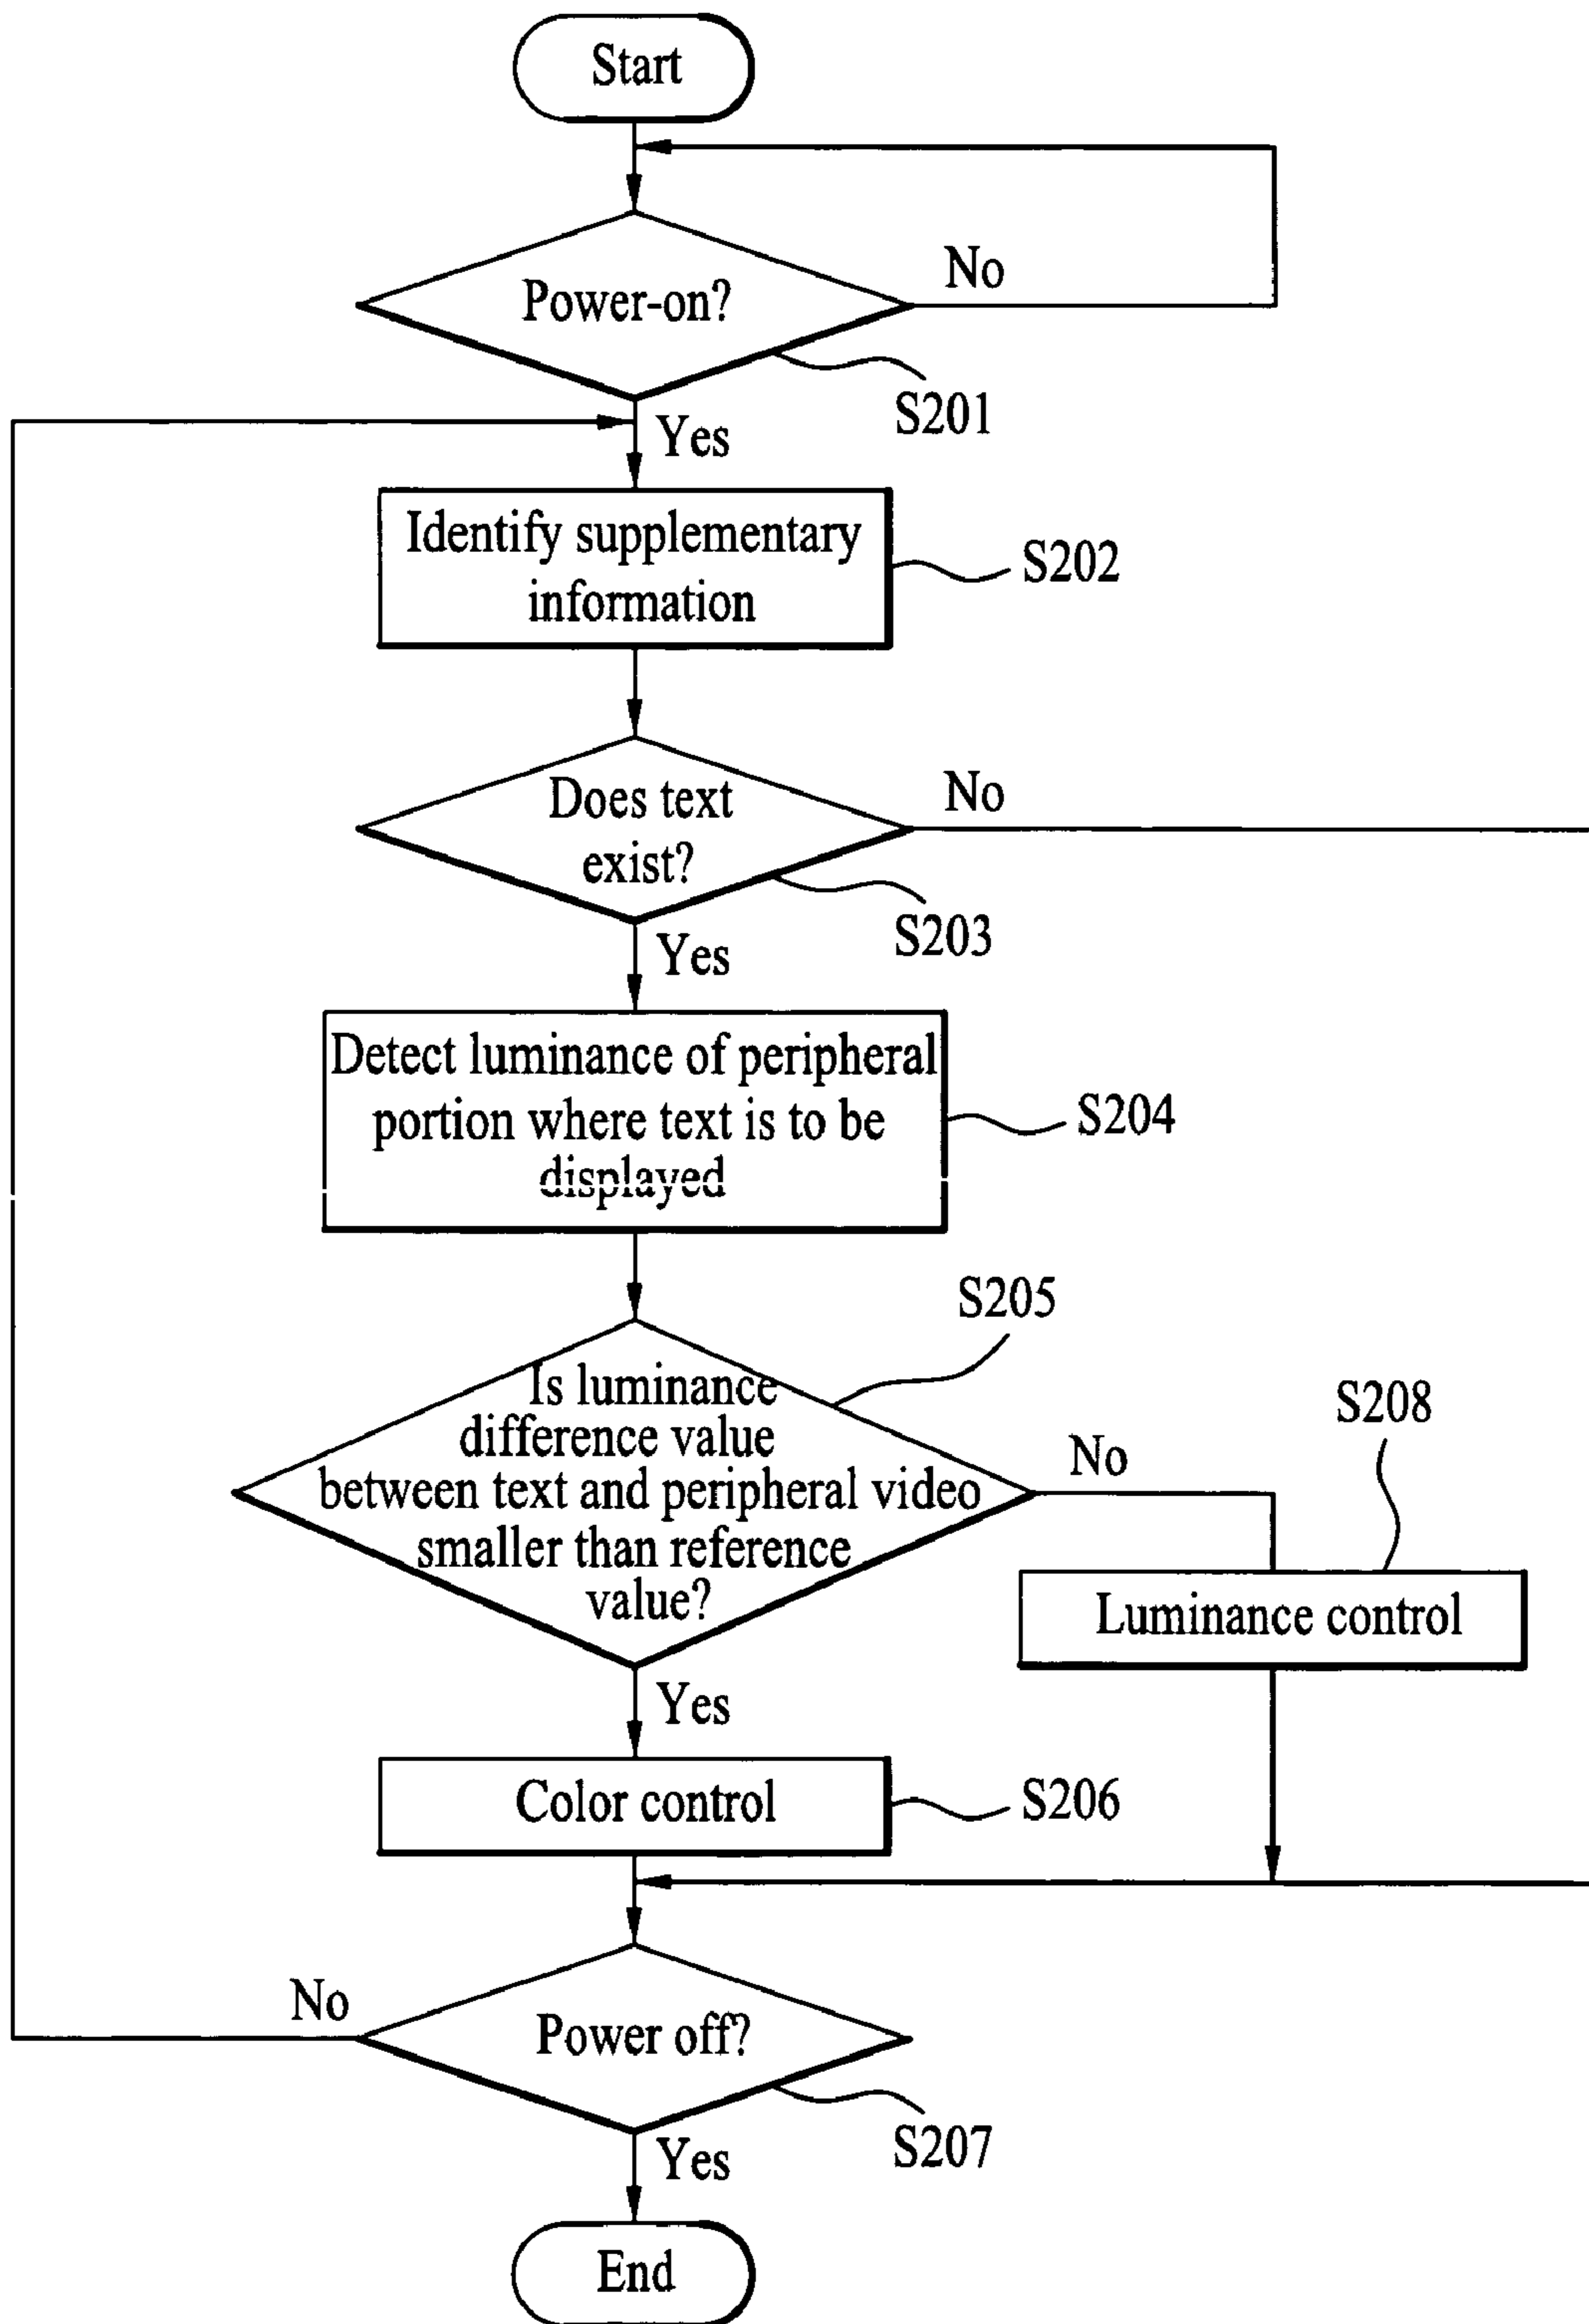 Start
Power-on?
No
S201
Yes
Identify supplementary
information
S202
Does text
exist?
No
S203
Yes
Detect luminance of peripheral
portion where text is to be
displayed
S204
S205
Is luminance
difference value
between text and peripheral video
smaller than reference
value?
No
S208
Luminance control
Yes
Color control
S206
No
Power off?
S207
Yes
End